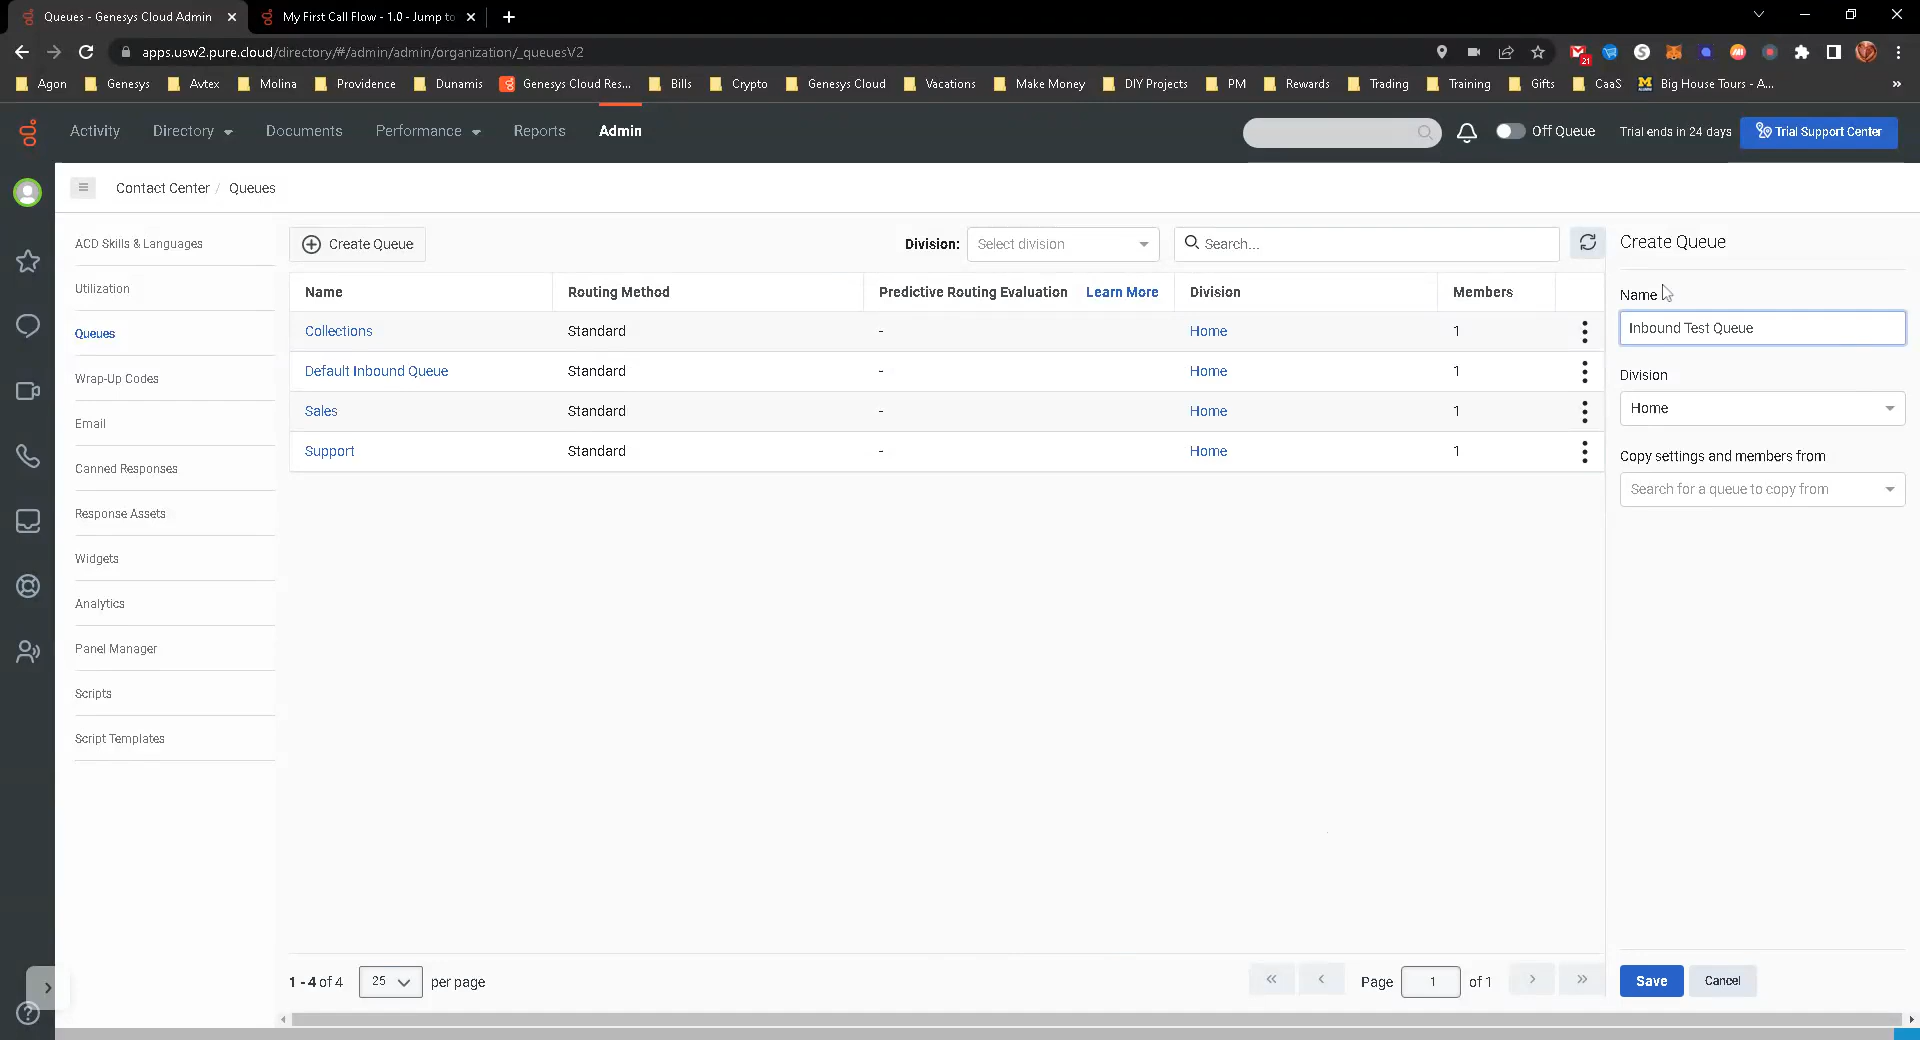 Queues - Genesys Cloud Admin
My First Call Flow - 1.0 - Jump to
apps.usw2.pure.cloud/directory/#/admin/admin/organization/_queuesV2
21
Agon Genesys Avtex Molina Providence Dunamis Genesys Cloud Res... Bills Crypto Genesys Cloud Vacations Make Money DIY Projects PM Rewards Trading Training Gifts CaaS Big House Tours - A... »
Activity Directory Documents Performance Reports Admin Off Queue Trial ends in 24 days Trial Support Center
Contact Center / Queues
ACD Skills & Languages
Utilization
Queues
Wrap-Up Codes
Email
Canned Responses
Response Assets
Widgets
Analytics
Panel Manager
Scripts
Script Templates
Create Queue Division: Select division Search...
Name Routing Method Predictive Routing Evaluation Learn More Division Members
Collections Standard - Home 1
Default Inbound Queue Standard - Home 1
Sales Standard - Home 1
Support Standard - Home 1
1 - 4 of 4 25 per page Page 1 of 1
Create Queue
Name
Inbound Test Queue
Division
Home
Copy settings and members from
Search for a queue to copy from
Save Cancel